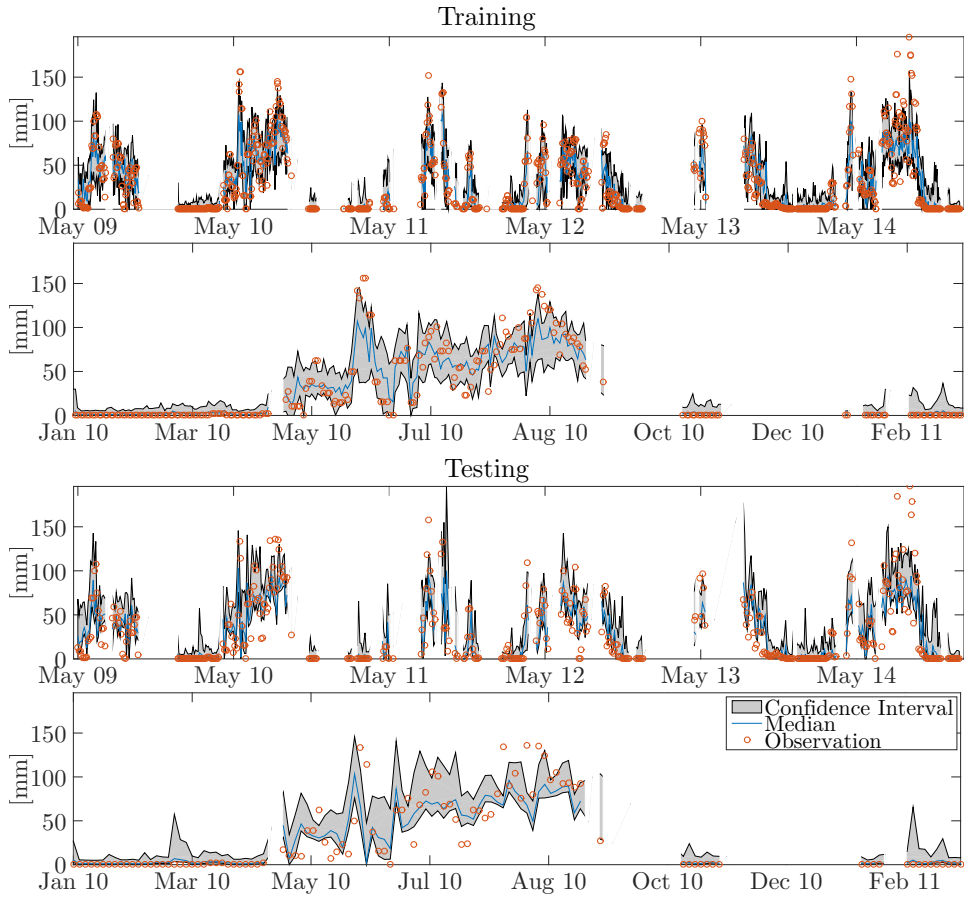 Training
150
100
50
0
[mm]
May 09 May 10 May 11 May 12 May 13 May 14
150
100
50
0
[mm]
Jan 10 Mar 10 May 10 Jul 10 Aug 10 Oct 10 Dec 10 Feb 11
Testing
150
100
50
0
[mm]
May 09 May 10 May 11 May 12 May 13 May 14
150
100
50
0
[mm]
Confidence Interval
Median
Observation
Jan 10 Mar 10 May 10 Jul 10 Aug 10 Oct 10 Dec 10 Feb 11